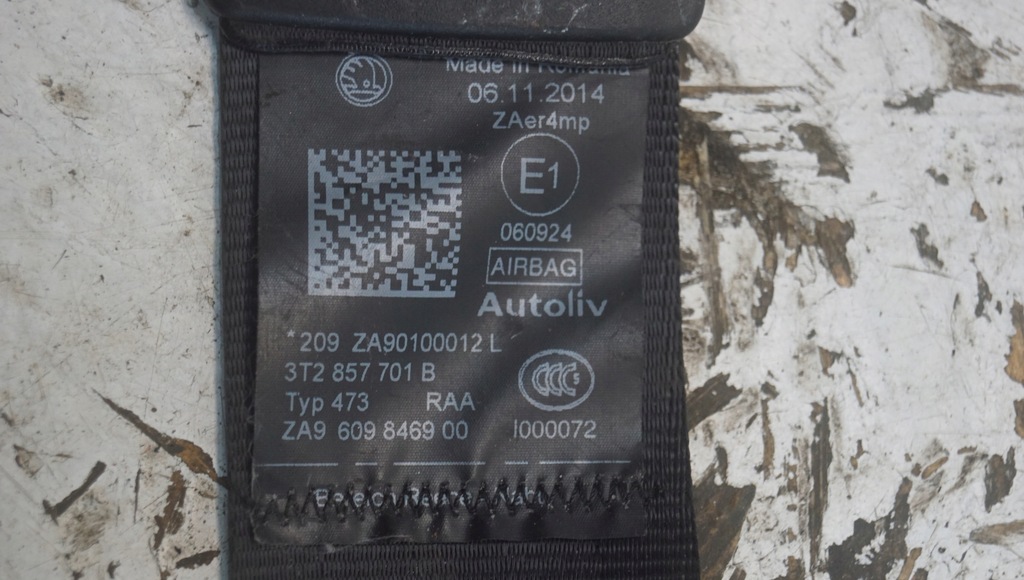 Made in Romania
06.11.2014
ZAer4mp
E1
060924
AIRBAG
Autoliv
*209 ZA90100012 L
3T2 857 701 B
Typ 473 RAA
ZA9 609 8469 00
CCC S
I000072